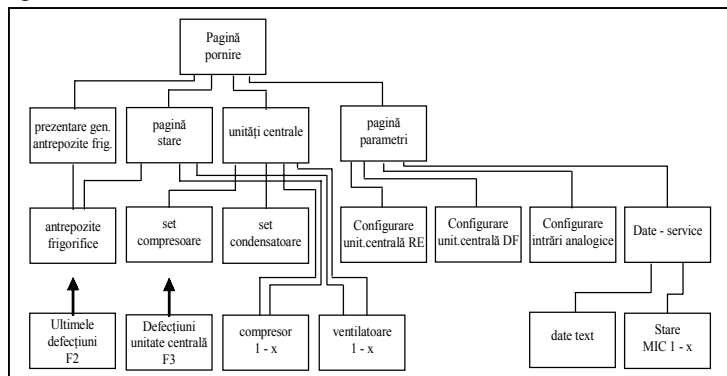 Pagină
pornire
prezentare gen.
antrepozite frig.
pagină
stare
unități centrale
pagină
parametri
antrepozite
frigorifice
set
compresoare
set
condensatoare
Configurare
unit.centrală RE
Configurare
unit.centrală DF
Configurare
intrări analogice
Date - service
Ultimele
defecțiuni
F2
Defecțiuni
unitate centrală
F3
compresor
1 - x
ventilatoare
1 - x
date text
Stare
MIC 1 - x